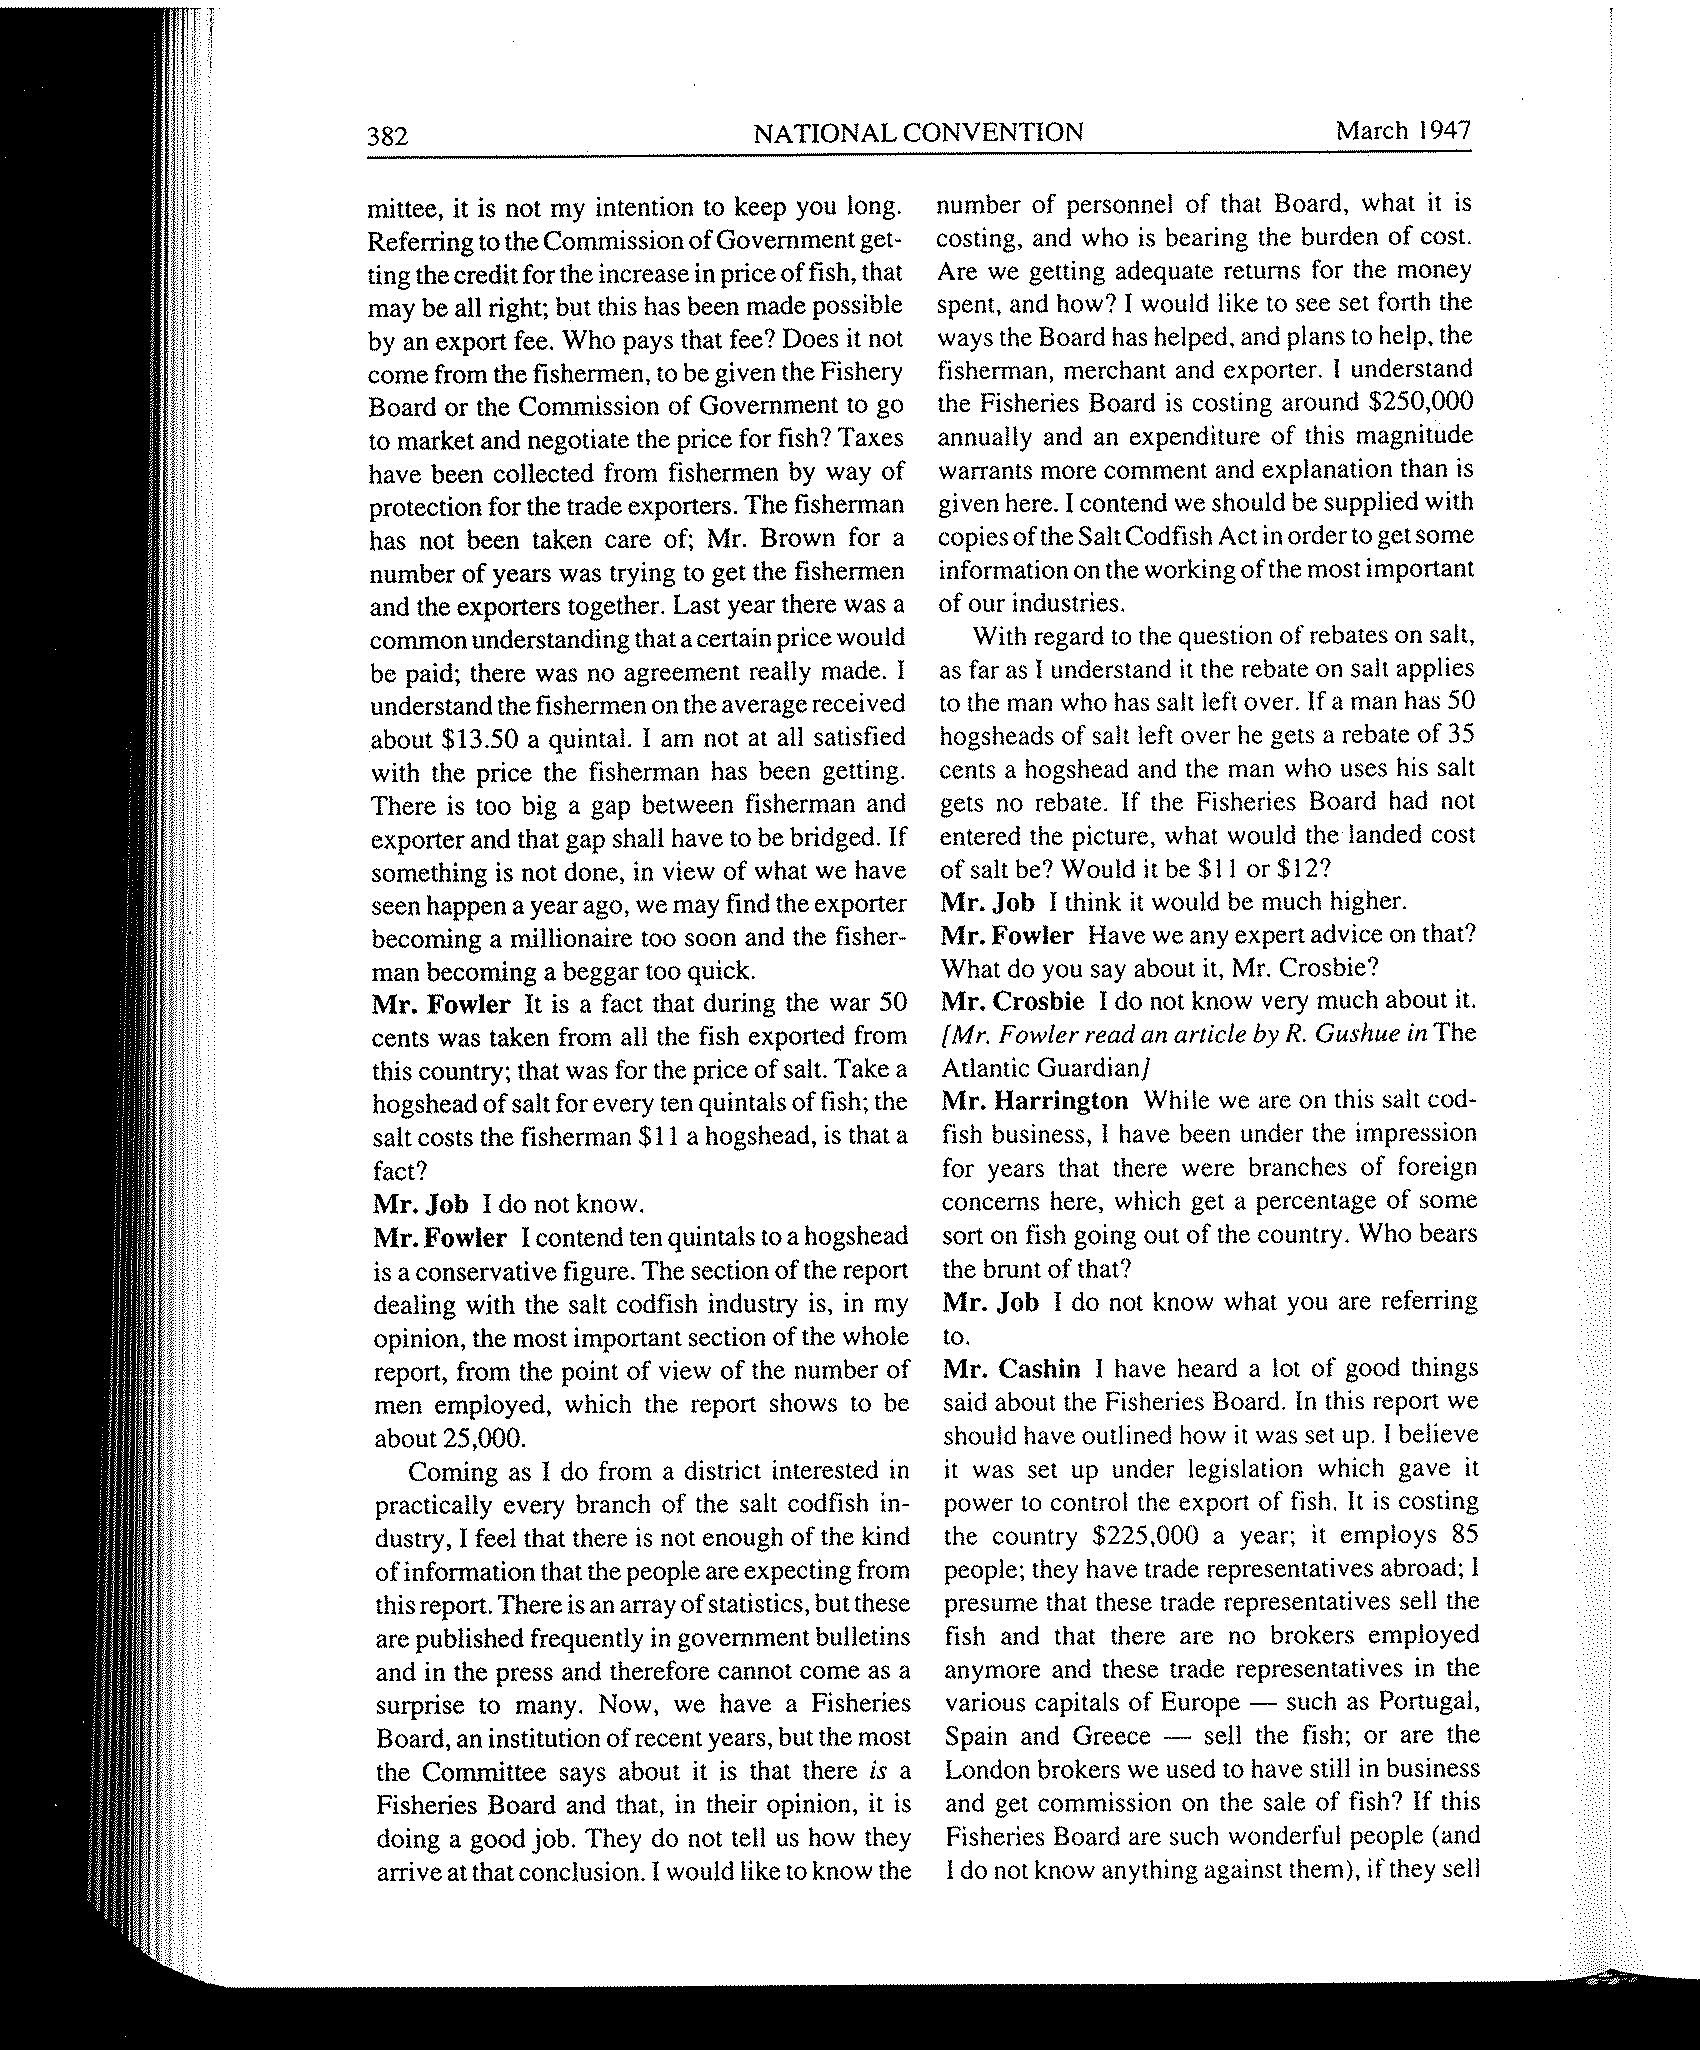 382
NATIONAL CONVENTION
March 1947
mittee, it is not my intention to keep you long.
Referring to the Commission of Government get-
ting the credit for the increase in price of fish, that
may be all right; but this has been made possible
by an export fee. Who pays that fee? Does it not
come from the fishermen, to be given the Fishery
Board or the Commission of Government to go
to market and negotiate the price for fish? Taxes
have been collected from fishermen by way of
protection for the trade exporters. The fisherman
has not been taken care of; Mr. Brown for a
number of years was trying to get the fishermen
and the exporters together. Last year there was a
common understanding that a certain price would
be paid; there was no agreement really made. I
understand the fishermen on the average received
about $13.50 a quintal. I am not at all satisfied
with the price the fisherman has been getting.
There is too big a gap between fisherman and
exporter and that gap shall have to be bridged. If
something is not done, in view of what we have
seen happen a year ago, we may find the exporter
becoming a millionaire too soon and the fisher-
man becoming a beggar too quick.
Mr. Fowler It is a fact that during the war 50
cents was taken from all the fish exported from
this country; that was for the price of salt. Take a
hogshead of salt for every ten quintals of fish; the
salt costs the fisherman $11 a hogshead, is that a
fact?
Mr. Job I do not know.
Mr. Fowler I contend ten quintals to a hogshead
is a conservative figure. The section of the report
dealing with the salt codfish industry is, in my
opinion, the most important section of the whole
report, from the point of view of the number of
men employed, which the report shows to be
about 25,000.
Coming as I do from a district interested in
practically every branch of the salt codfish in-
dustry, I feel that there is not enough of the kind
of information that the people are expecting from
this report. There is an array of statistics, but these
are published frequently in government bulletins
and in the press and therefore cannot come as a
surprise to many. Now, we have a Fisheries
Board, an institution of recent years, but the most
the Committee says about it is that there is a
Fisheries Board and that, in their opinion, it is
doing a good job. They do not tell us how they
arrive at that conclusion. I would like to know the
number of personnel of that Board, what it is
costing, and who is bearing the burden of cost.
Are we getting adequate returns for the money
spent, and how? I would like to see set forth the
ways the Board has helped, and plans to help, the
fisherman, merchant and exporter. I understand
the Fisheries Board is costing around $250,000
annually and an expenditure of this magnitude
warrants more comment and explanation than is
given here. I contend we should be supplied with
copies of the Salt Codfish Act in order to get some
information on the working of the most important
of our industries.
With regard to the question of rebates on salt,
as far as I understand it the rebate on salt applies
to the man who has salt left over. If a man has 50
hogsheads of salt left over he gets a rebate of 35
cents a hogshead and the man who uses his salt
gets no rebate. If the Fisheries Board had not
entered the picture, what would the landed cost
of salt be? Would it be $11 or $12?
Mr. Job I think it would be much higher.
Mr. Fowler Have we any expert advice on that?
What do you say about it, Mr. Crosbie?
Mr. Crosbie I do not know very much about it.
[Mr. Fowler read an article by R. Gushue in The
Atlantic Guardian]
Mr. Harrington While we are on this salt cod-
fish business, I have been under the impression
for years that there were branches of foreign
concerns here, which get a percentage of some
sort on fish going out of the country. Who bears
the brunt of that?
Mr. Job I do not know what you are referring
to.
Mr. Cashin I have heard a lot of good things
said about the Fisheries Board. In this report we
should have outlined how it was set up. I believe
it was set up under legislation which gave it
power to control the export of fish. It is costing
the country $225,000 a year; it employs 85
people; they have trade representatives abroad; I
presume that these trade representatives sell the
fish and that there are no brokers employed
anymore and these trade representatives in the
various capitals of Europe — such as Portugal,
Spain and Greece — sell the fish; or are the
London brokers we used to have still in business
and get commission on the sale of fish? If this
Fisheries Board are such wonderful people (and
I do not know anything against them), if they sell